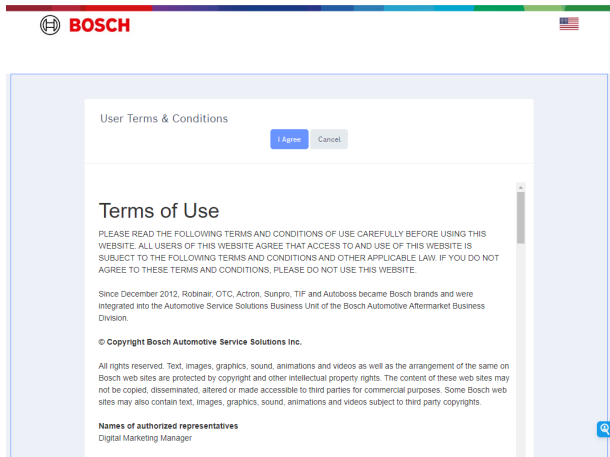 BOSCH
User Terms & Conditions
I Agree
Cancel
Terms of Use
PLEASE READ THE FOLLOWING TERMS AND CONDITIONS OF USE CAREFULLY BEFORE USING THIS
WEBSITE. ALL USERS OF THIS WEBSITE AGREE THAT ACCESS TO AND USE OF THIS WEBSITE IS
SUBJECT TO THE FOLLOWING TERMS AND CONDITIONS AND OTHER APPLICABLE LAW. IF YOU DO NOT
AGREE TO THESE TERMS AND CONDITIONS, PLEASE DO NOT USE THIS WEBSITE.
Since December 2012, Robinair, OTC, Actron, Sunpro, TIF and Autoboss became Bosch brands and were
integrated into the Automotive Service Solutions Business Unit of the Bosch Automotive Aftermarket Business
Division.
© Copyright Bosch Automotive Service Solutions Inc.
All rights reserved. Text, images, graphics, sound, animations and videos as well as the arrangement of the same on
Bosch web sites are protected by copyright and other intellectual property rights. The content of these web sites may
not be copied, disseminated, altered or made accessible to third parties for commercial purposes. Some Bosch web
sites may also contain text, images, graphics, sound, animations and videos subject to third party copyrights.
Names of authorized representatives
Digital Marketing Manager